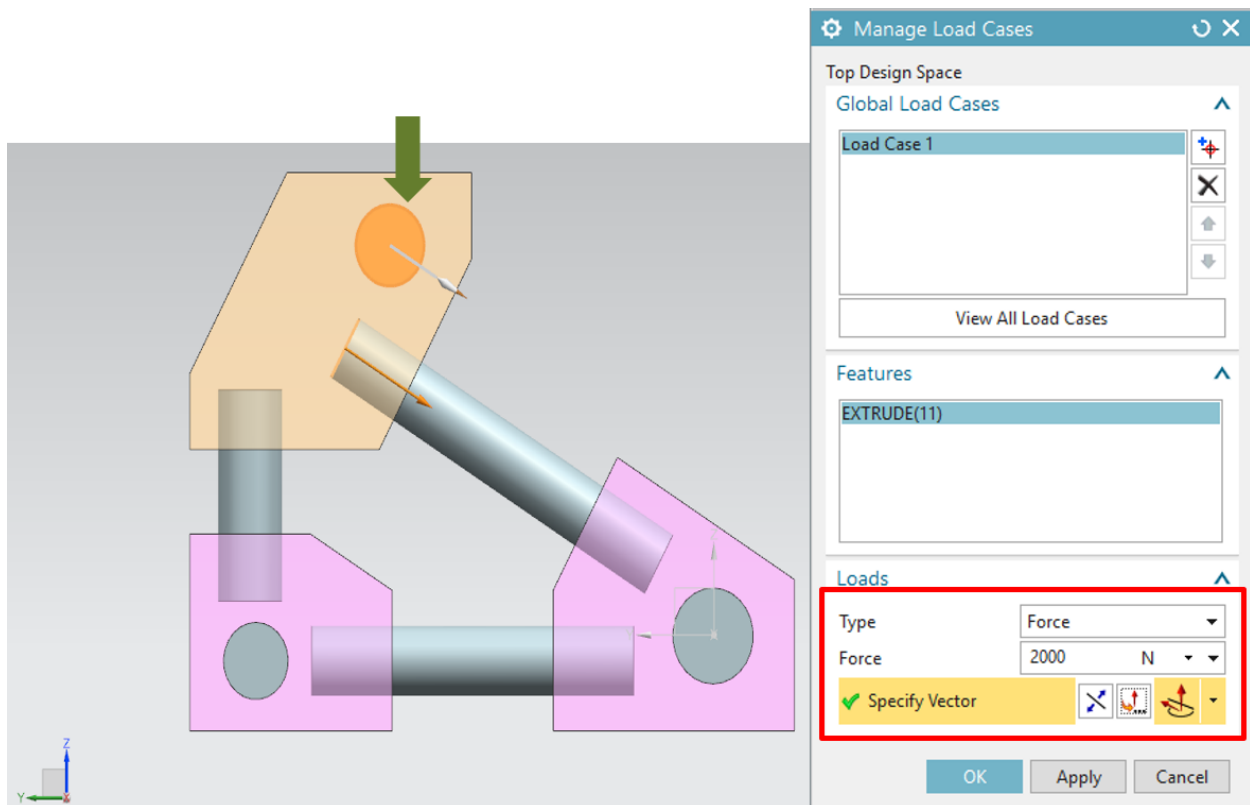 Manage Load Cases
Top Design Space
Global Load Cases
Load Case 1
View All Load Cases
Features
EXTRUDE(11)
Loads
Type Force
Force 2000 N
Specify Vector
OK Apply Cancel
Z
Y